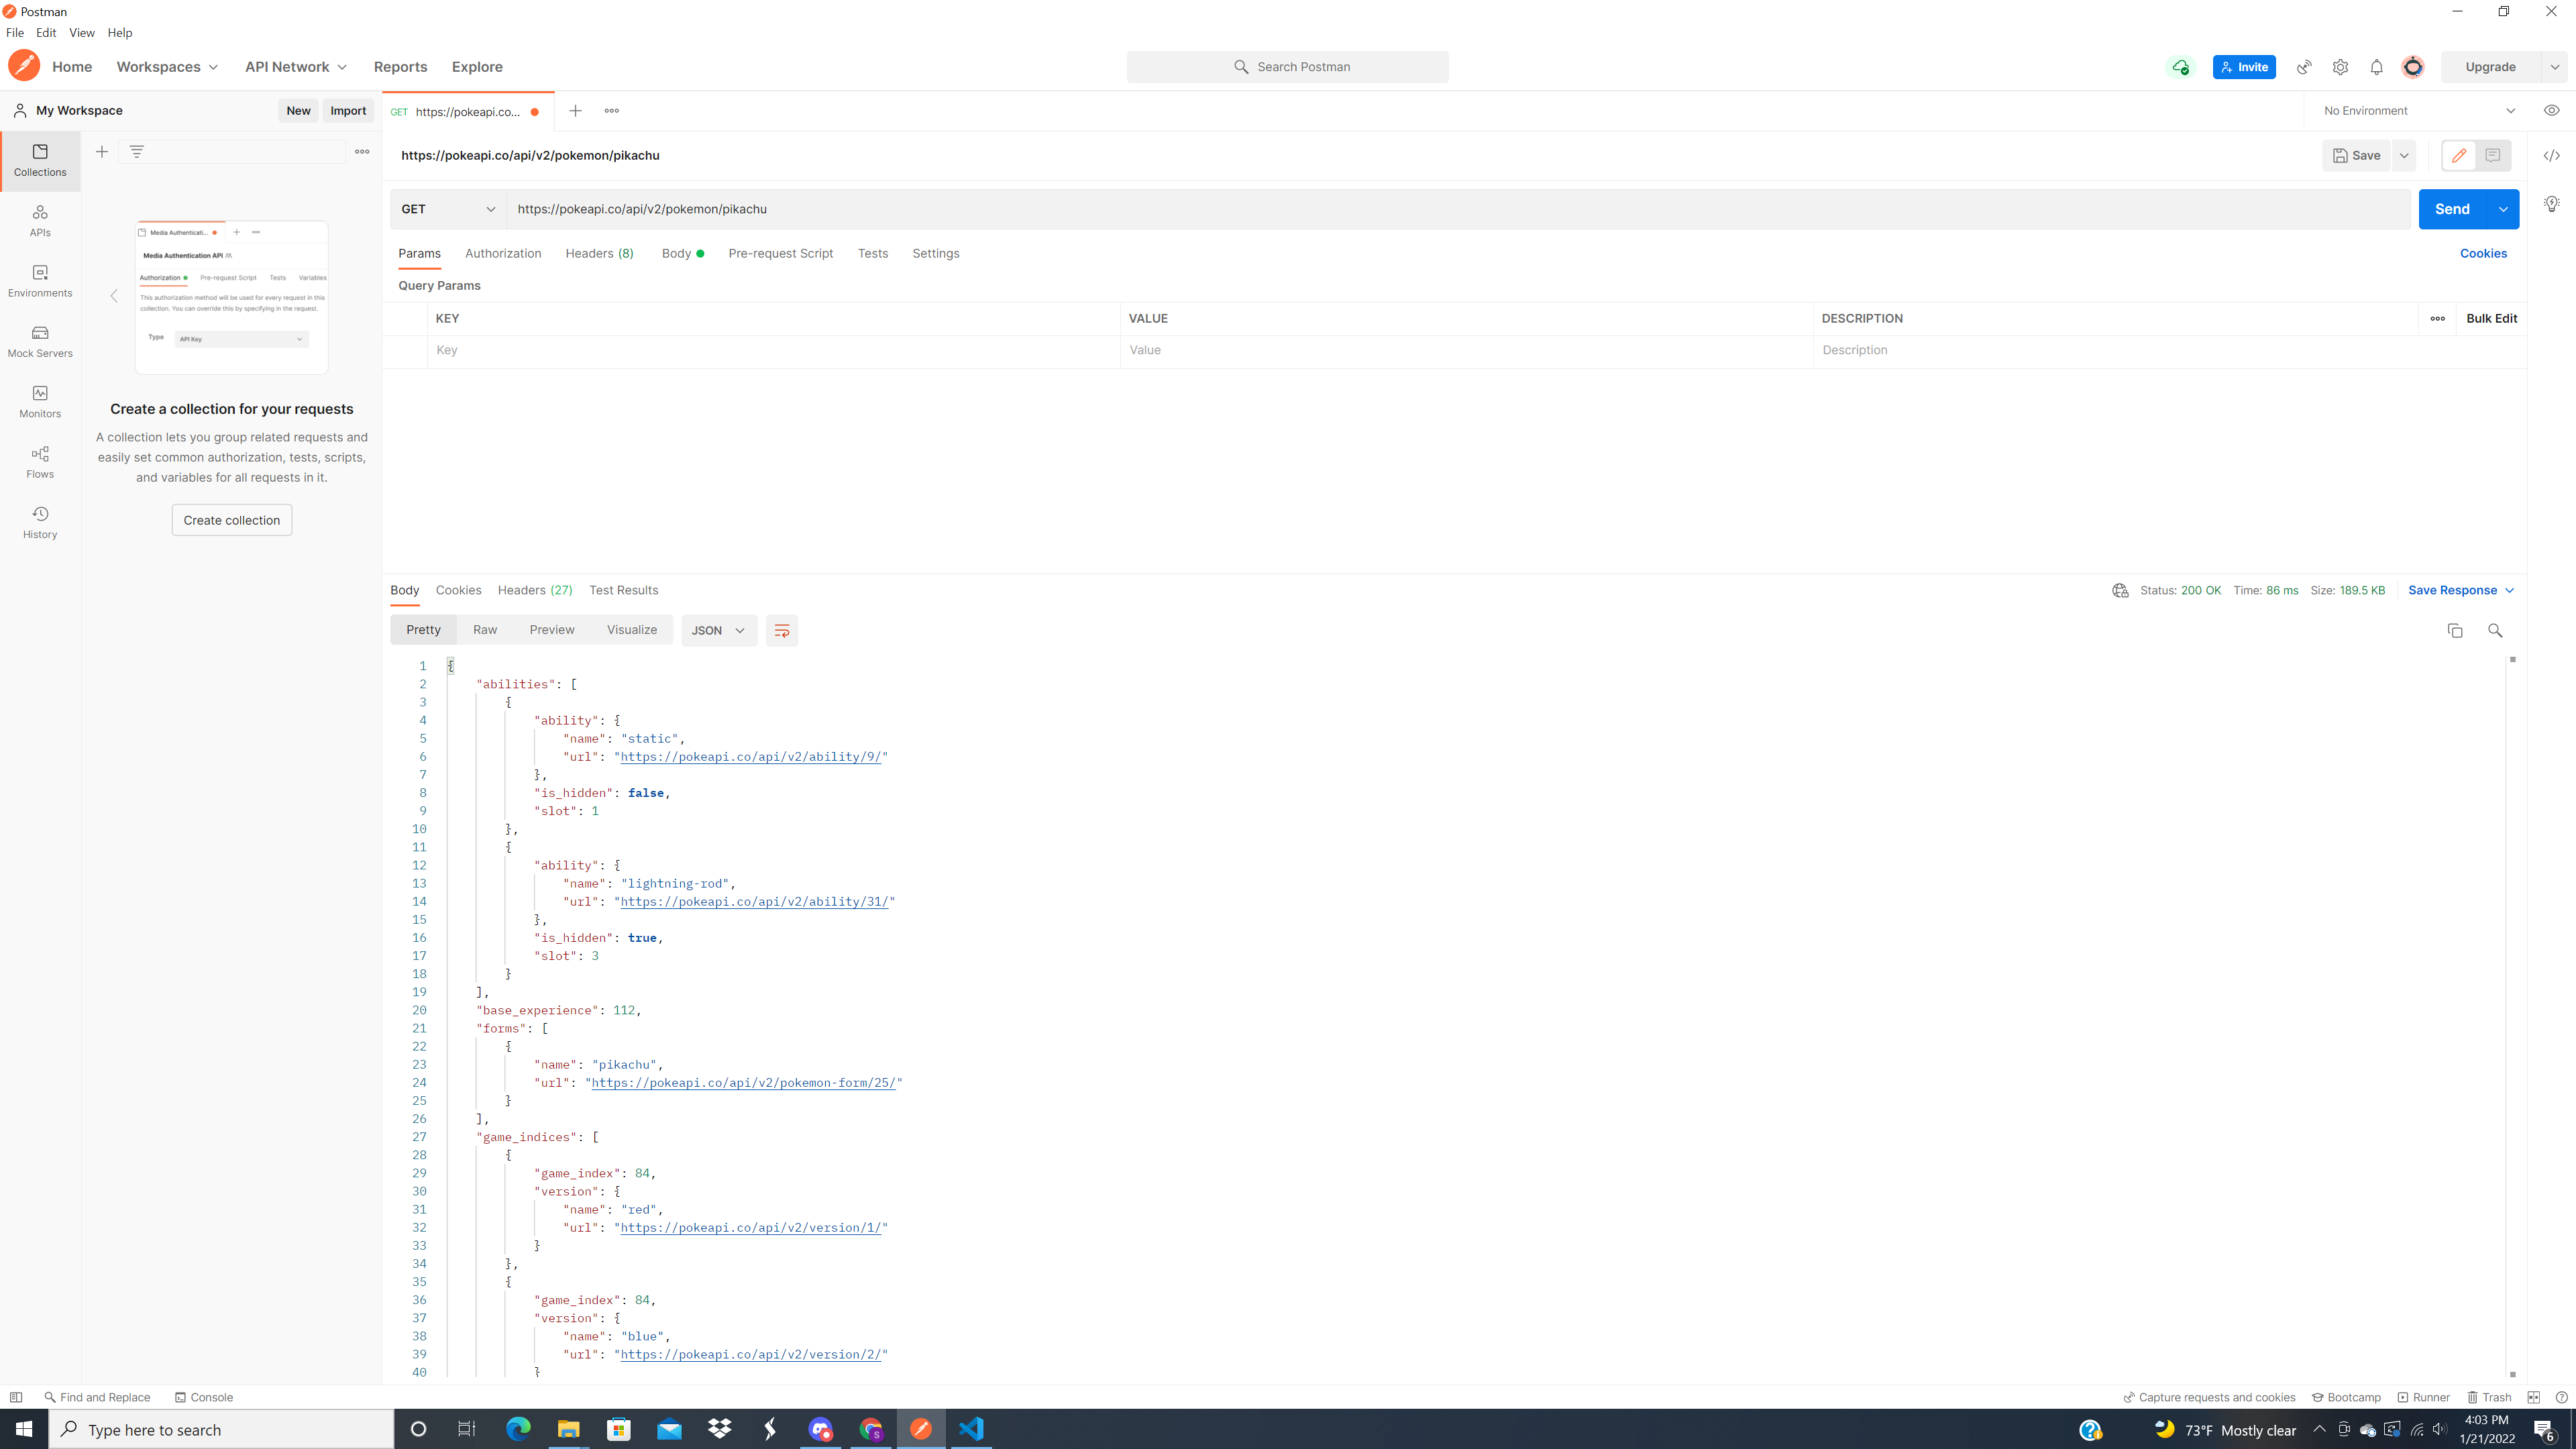 Postman
File Edit View Help
Home Workspaces API Network Reports Explore
Search Postman
Invite
Upgrade
My Workspace New Import
GET https://pokeapi.co...
No Environment
https://pokeapi.co/api/v2/pokemon/pikachu
Save
GET https://pokeapi.co/api/v2/pokemon/pikachu
Send
Params Authorization Headers (8) Body Pre-request Script Tests Settings
Cookies
Query Params
KEY VALUE DESCRIPTION Bulk Edit
Key Value Description
Collections
APIs
Environments
Mock Servers
Monitors
Flows
History
Media Authenticati...
Media Authentication API
Authorization Pre-request Script Tests Variables
This authorization method will be used for every request in this
collection. You can override this by specifying in the request.
Type API Key
Create a collection for your requests
A collection lets you group related requests and
easily set common authorization, tests, scripts,
and variables for all requests in it.
Create collection
Body Cookies Headers (27) Test Results
Status: 200 OK Time: 86 ms Size: 189.5 KB Save Response
Pretty Raw Preview Visualize JSON
1 {
2 "abilities": [
3 {
4 "ability": {
5 "name": "static",
6 "url": "https://pokeapi.co/api/v2/ability/9/"
7 },
8 "is_hidden": false,
9 "slot": 1
10 },
11 {
12 "ability": {
13 "name": "lightning-rod",
14 "url": "https://pokeapi.co/api/v2/ability/31/"
15 },
16 "is_hidden": true,
17 "slot": 3
18 }
19 ],
20 "base_experience": 112,
21 "forms": [
22 {
23 "name": "pikachu",
24 "url": "https://pokeapi.co/api/v2/pokemon-form/25/"
25 }
26 ],
27 "game_indices": [
28 {
29 "game_index": 84,
30 "version": {
31 "name": "red",
32 "url": "https://pokeapi.co/api/v2/version/1/"
33 }
34 },
35 {
36 "game_index": 84,
37 "version": {
38 "name": "blue",
39 "url": "https://pokeapi.co/api/v2/version/2/"
40 }
Find and Replace Console
Capture requests and cookies Bootcamp Runner Trash
Type here to search
S
73°F Mostly clear
4:03 PM
1/21/2022
6